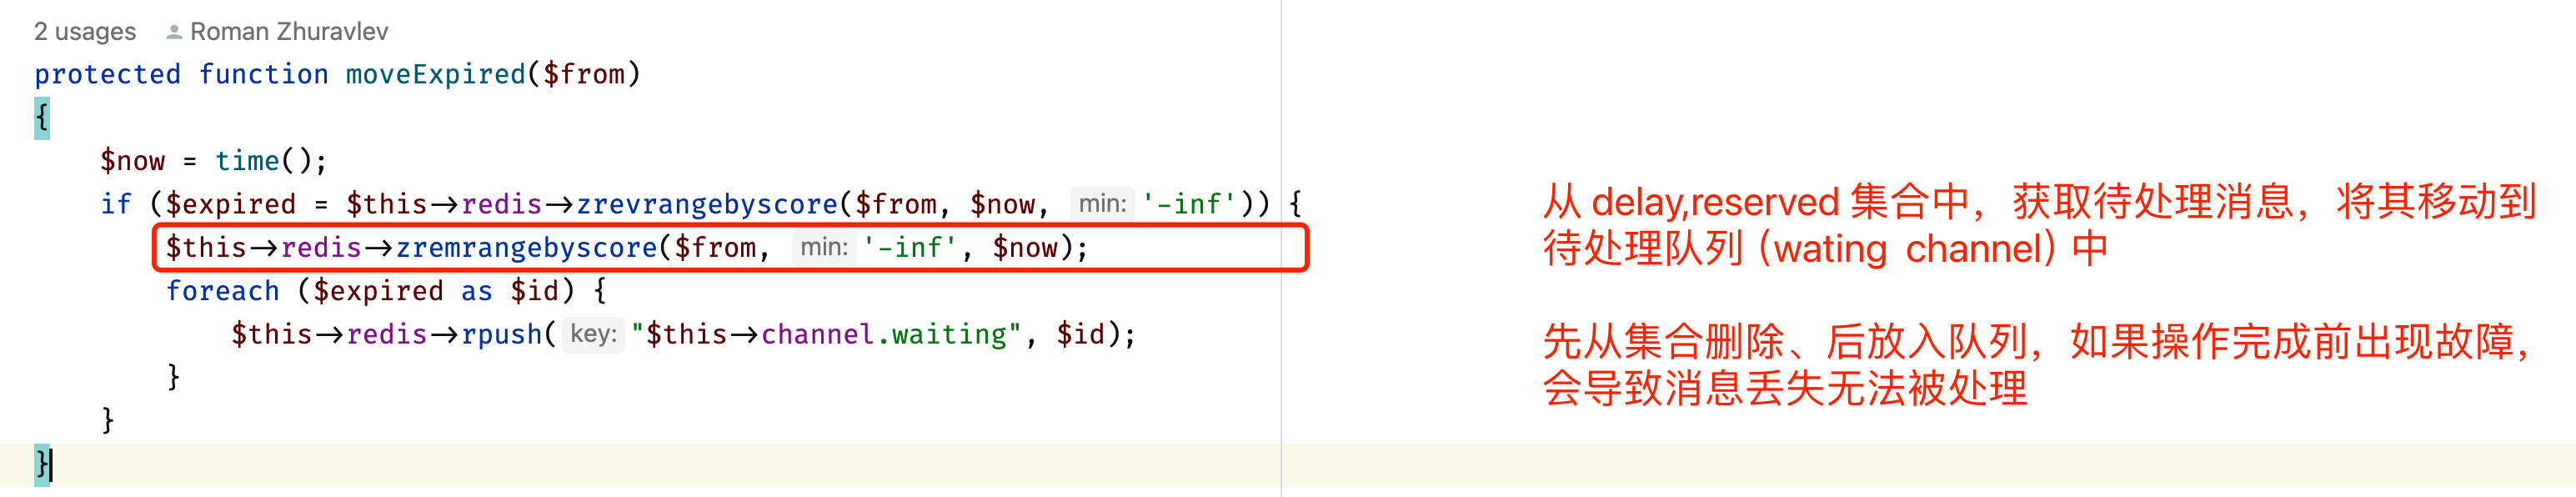 2 usages Roman Zhuravlev
protected function moveExpired($from)
{
$now = time();
if ($expired = $this->redis->zrevrangebyscore($from, $now, min: '-inf')) {
$this->redis->zremrangebyscore($from, min: '-inf', $now);
foreach ($expired as $id) {
$this->redis->rpush( key: "$this->channel.waiting", $id);
}
}
}
从 delay,reserved 集合中，获取待处理消息，将其移动到
待处理队列（wating channel）中
先从集合删除、后放入队列，如果操作完成前出现故障，
会导致消息丢失无法被处理